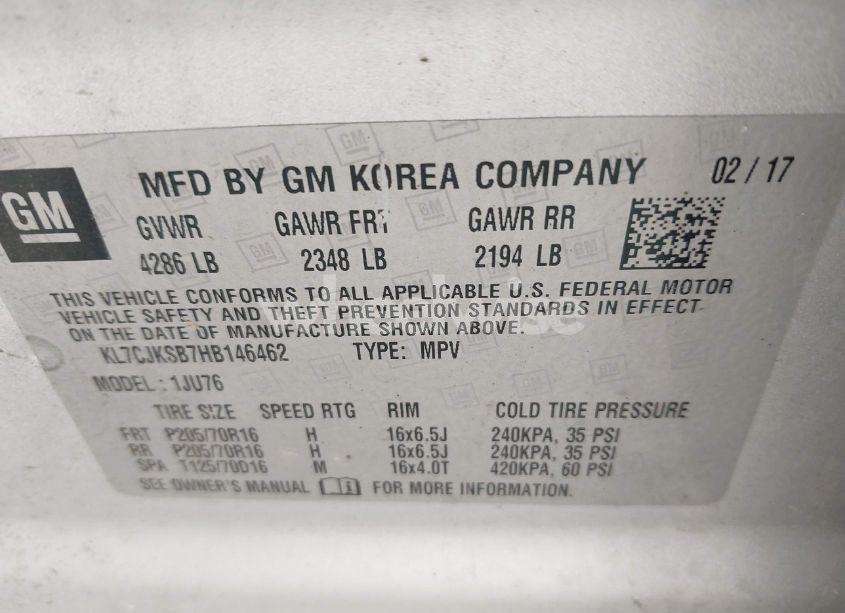 GM
MFD BY GM KOREA COMPANY 02 / 17
GVWR GAWR FRT GAWR RR
4286 LB 2348 LB 2194 LB
THIS VEHICLE CONFORMS TO ALL APPLICABLE U.S. FEDERAL MOTOR
VEHICLE SAFETY AND THEFT PREVENTION STANDARDS IN EFFECT
ON THE DATE OF MANUFACTURE SHOWN ABOVE.
KL7CJKSB7HB146462 TYPE: MPV
MODEL: 1JU76
TIRE SIZE SPEED RTG RIM COLD TIRE PRESSURE
FRT P205/70R16 H 16x6.5J 240KPA, 35 PSI
RR P205/70R16 H 16x6.5J 240KPA, 35 PSI
SPA T125/70D16 M 16x4.0T 420KPA, 60 PSI
SEE OWNER'S MANUAL FOR MORE INFORMATION.